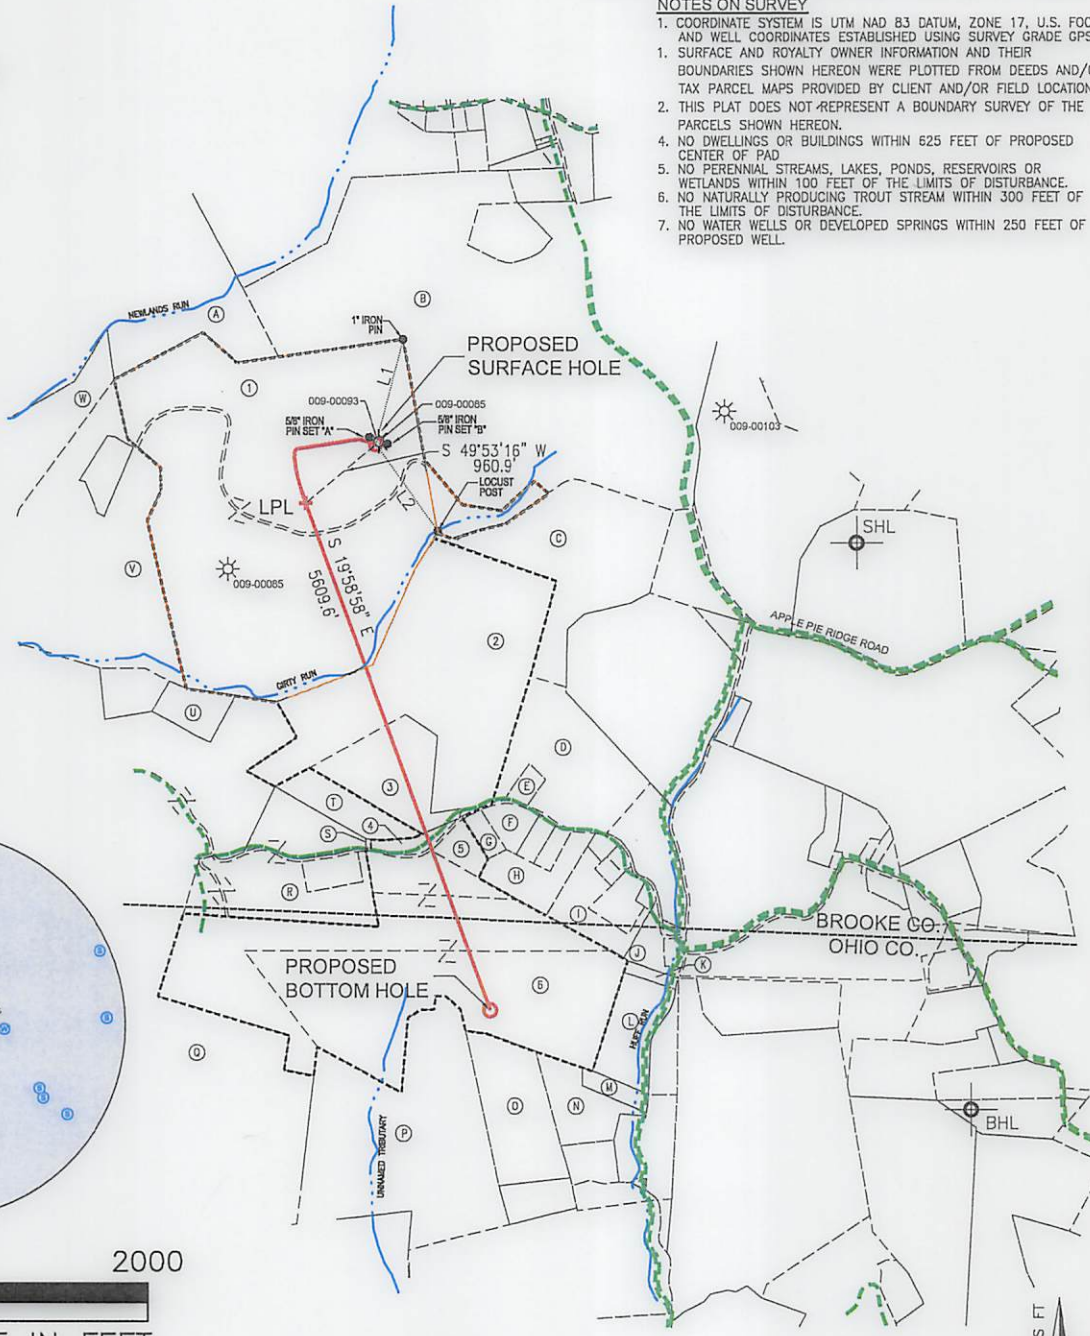 NOTES ON SURVEY
1. COORDINATE SYSTEM IS UTM NAD 83 DATUM, ZONE 17, U.S. FOO
AND WELL COORDINATES ESTABLISHED USING SURVEY GRADE GPS
1. SURFACE AND ROYALTY OWNER INFORMATION AND THEIR
BOUNDARIES SHOWN HEREON WERE PLOTTED FROM DEEDS AND/
TAX PARCEL MAPS PROVIDED BY CLIENT AND/OR FIELD LOCATION
2. THIS PLAT DOES NOT REPRESENT A BOUNDARY SURVEY OF THE
PARCELS SHOWN HEREON.
4. NO DWELLINGS OR BUILDINGS WITHIN 625 FEET OF PROPOSED
CENTER OF PAD
5. NO PERENNIAL STREAMS, LAKES, PONDS, RESERVOIRS OR
WETLANDS WITHIN 100 FEET OF THE LIMITS OF DISTURBANCE.
6. NO NATURALLY PRODUCING TROUT STREAM WITHIN 300 FEET OF
THE LIMITS OF DISTURBANCE.
7. NO WATER WELLS OR DEVELOPED SPRINGS WITHIN 250 FEET OF
PROPOSED WELL.
NEWLANDS RUN
A
B
1" IRON
PIN
PROPOSED
SURFACE HOLE
L1
1
W
009-00093
009-00085
5/8" IRON
PIN SET "A"
5/8" IRON
PIN SET "B"
009-00103
S 49°53'16" W
960.9'
LOCUST
POST
L2
LPL
SHL
C
V
009-00085
S 19°58'58" E
5609.6'
APPLE PIE RIDGE ROAD
2
GIRTY RUN
U
D
E
3
T
F
4
S
5
G
H
R
I
BROOKE CO.
OHIO CO.
J
K
PROPOSED
BOTTOM HOLE
6
L
HUFF RUN
Q
M
O
N
BHL
P
UNNAMED TRIBUTARY
S
S
W
S
S
S
2000
IN FEET
S FT